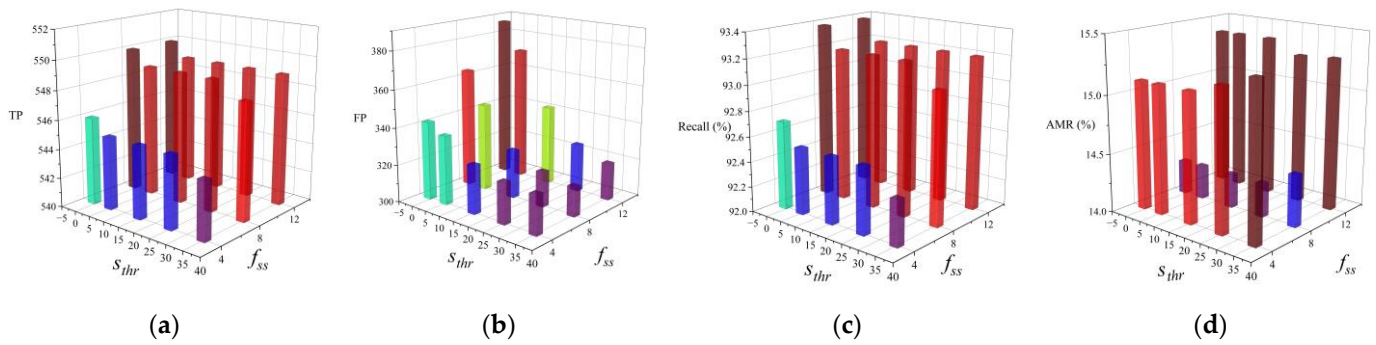 552
550
548
546
544
542
540
TP
−5 0 5 10 15 20 25 30 35 40
4 8 12
s_thr
f_ss
(a)
380
360
340
320
300
FP
−5 0 5 10 15 20 25 30 35 40
4 8 12
s_thr
f_ss
(b)
93.4
93.2
93.0
92.8
92.6
92.4
92.2
92.0
Recall (%)
−5 0 5 10 15 20 25 30 35 40
4 8 12
s_thr
f_ss
(c)
15.5
15.0
14.5
14.0
AMR (%)
−5 0 5 10 15 20 25 30 35 40
4 8 12
s_thr
f_ss
(d)